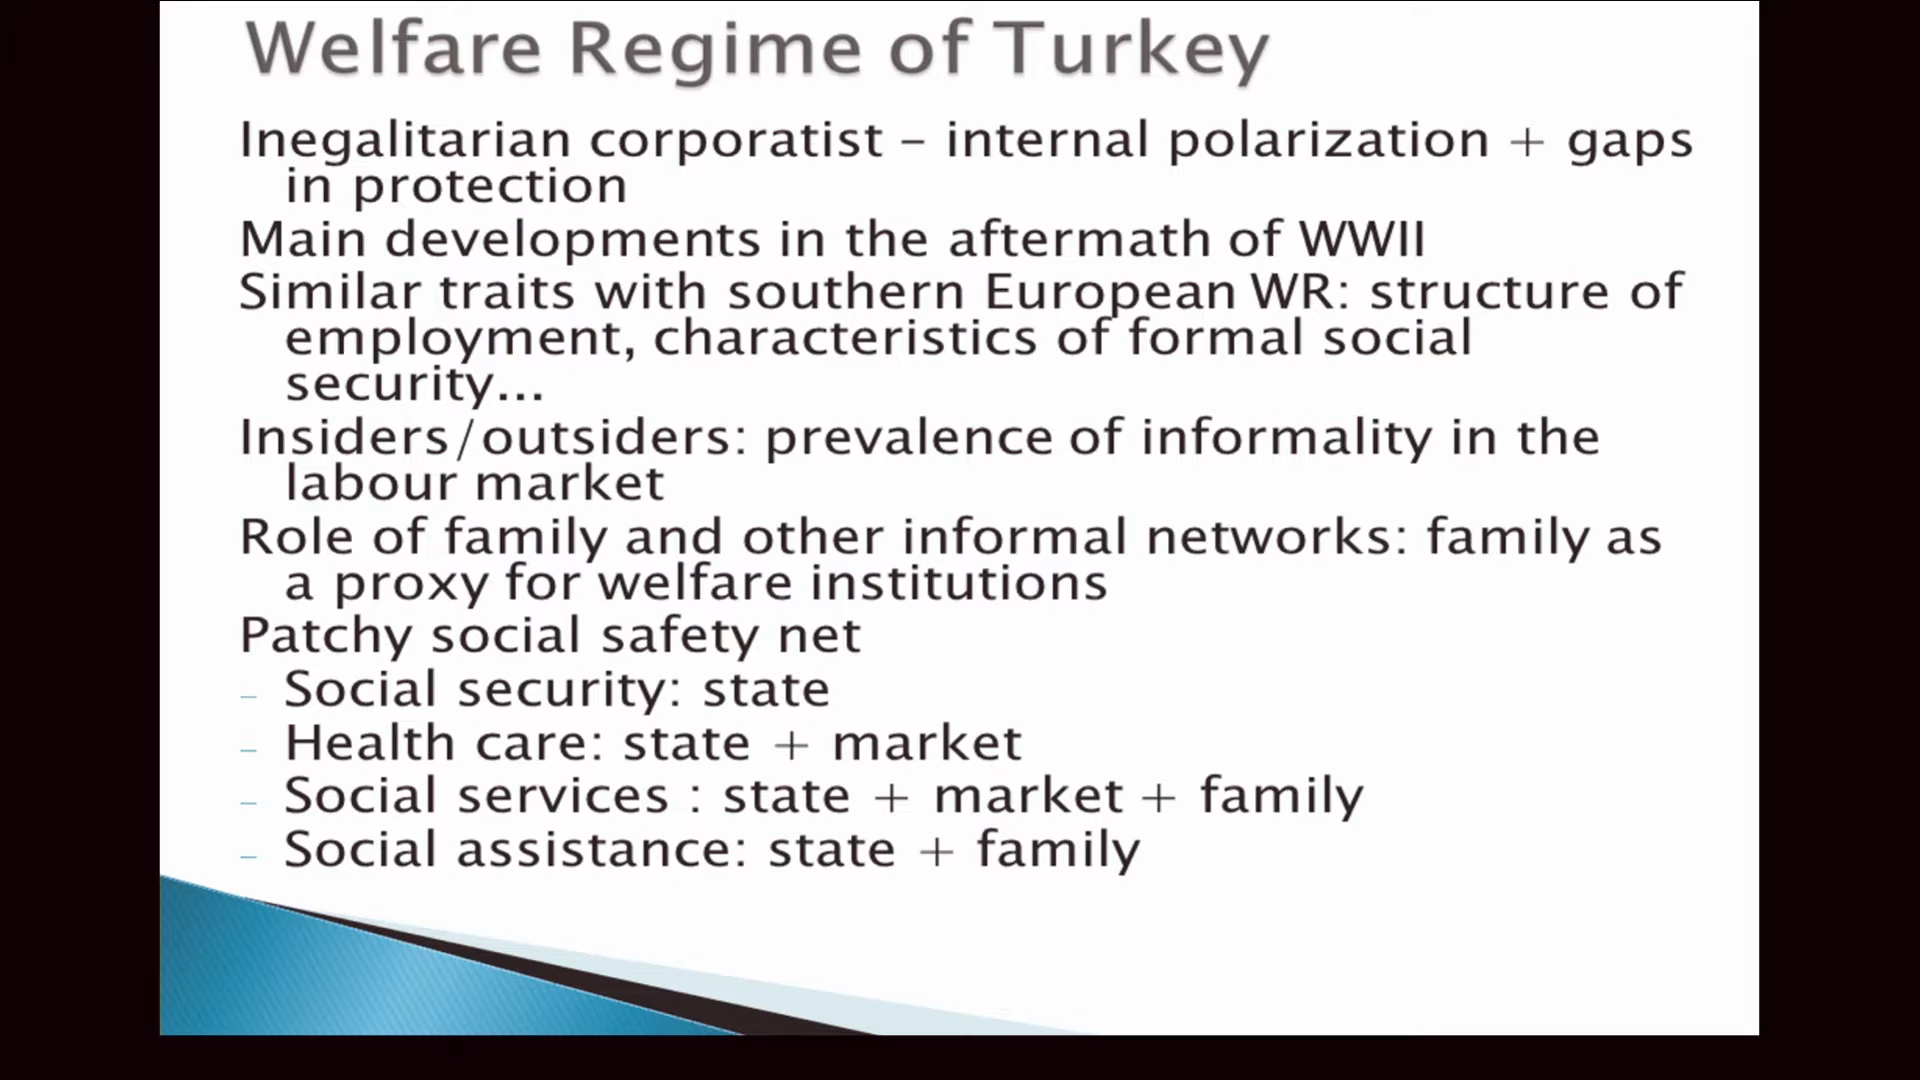 Welfare Regime of Turkey
Inegalitarian corporatist – internal polarization + gaps
in protection
Main developments in the aftermath of WWII
Similar traits with southern European WR: structure of
employment, characteristics of formal social
security...
Insiders/outsiders: prevalence of informality in the
labour market
Role of family and other informal networks: family as
a proxy for welfare institutions
Patchy social safety net
– Social security: state
– Health care: state + market
– Social services : state + market + family
– Social assistance: state + family